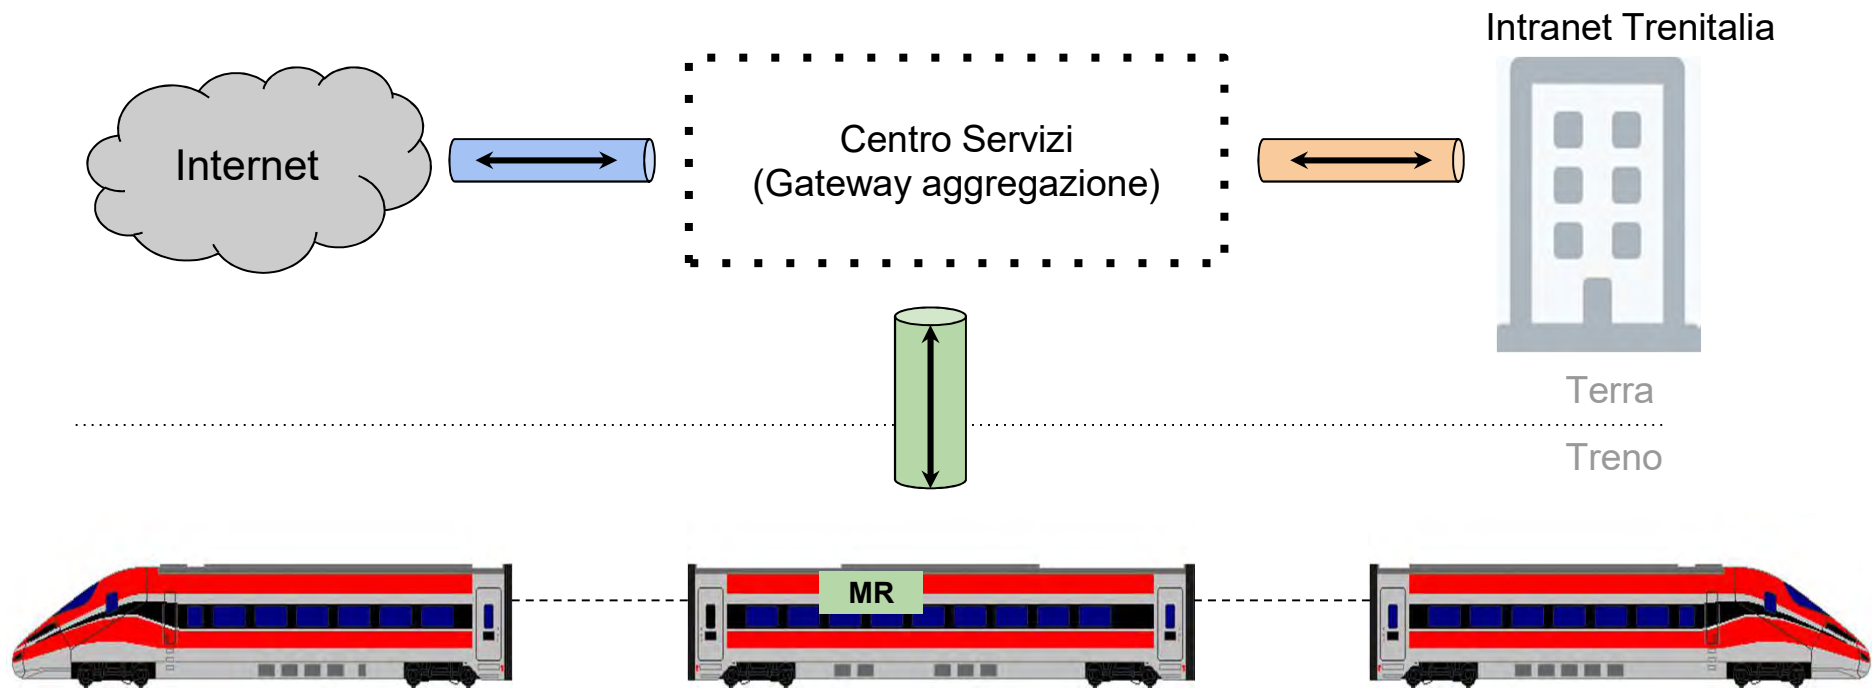 Intranet Trenitalia
Internet
Centro Servizi
(Gateway aggregazione)
Terra
Treno
MR